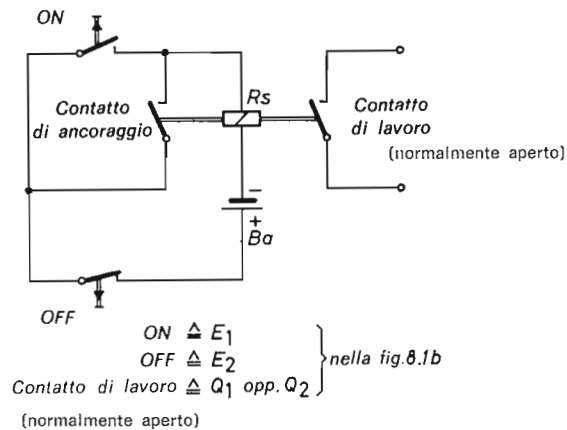 ON
Contatto
di ancoraggio
Rs
Contatto
di lavoro
(normalmente aperto)
−
+
Ba
OFF
ON ≙ E1
OFF ≙ E2
Contatto di lavoro ≙ Q1 opp. Q2
(normalmente aperto)
nella fig. 8.1b